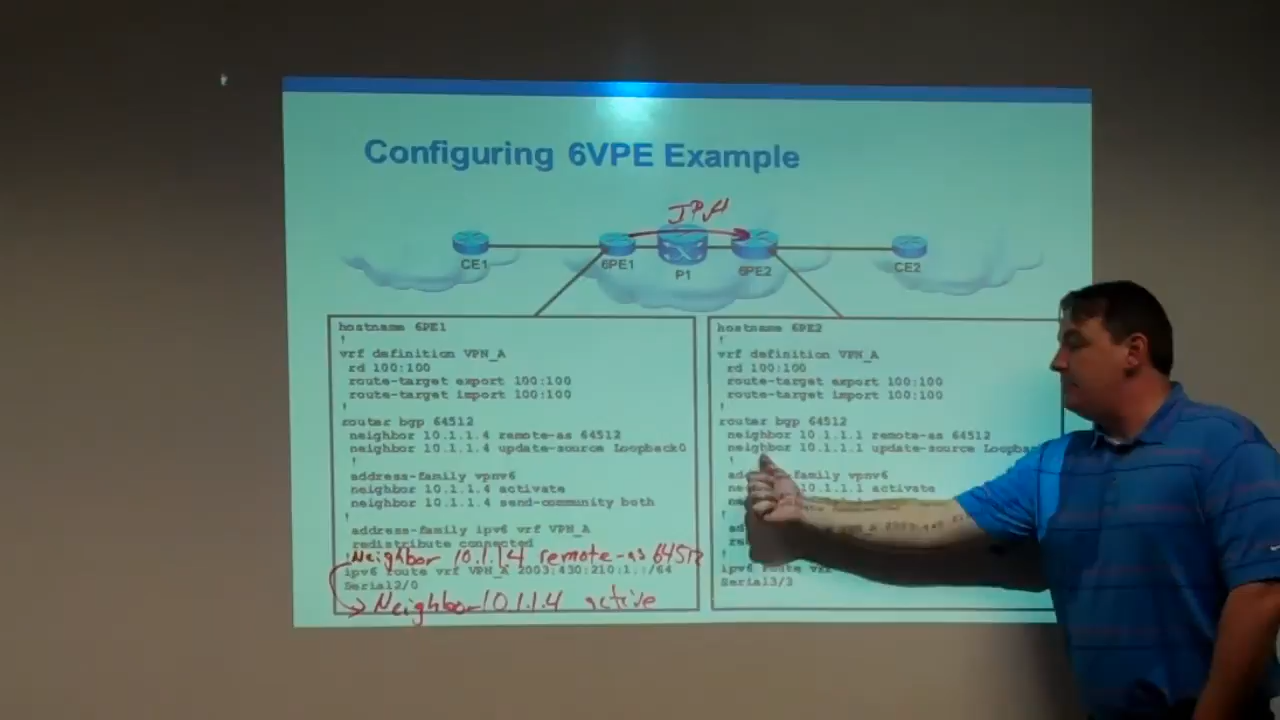 Configuring 6VPE Example
CE1
6PE1
P1
6PE2
CE2
hostname 6PE1
!
vrf definition VPN_A
rd 100:100
route-target export 100:100
route-target import 100:100
!
router bgp 64512
neighbor 10.1.1.4 remote-as 64512
neighbor 10.1.1.4 update-source Loopback0
!
address-family vpnv6
neighbor 10.1.1.4 activate
neighbor 10.1.1.4 send-community both
!
address-family ipv6 vrf VPN_A
redistribute connected
Neighbor 10.1.1.4 remote-as 64512
ipv6 route vrf VPN_A 2003:430:210:1::/64
Serial2/0
Neighbor 10.1.1.4 active
hostname 6PE2
!
vrf definition VPN_A
rd 100:100
route-target export 100:100
route-target import 100:100
!
router bgp 64512
neighbor 10.1.1.1 remote-as 64512
neighbor 10.1.1.1 update-source
!
family vpnv6
10.1.1.1 activate
!
ipv6 route vrf
Serial3/2